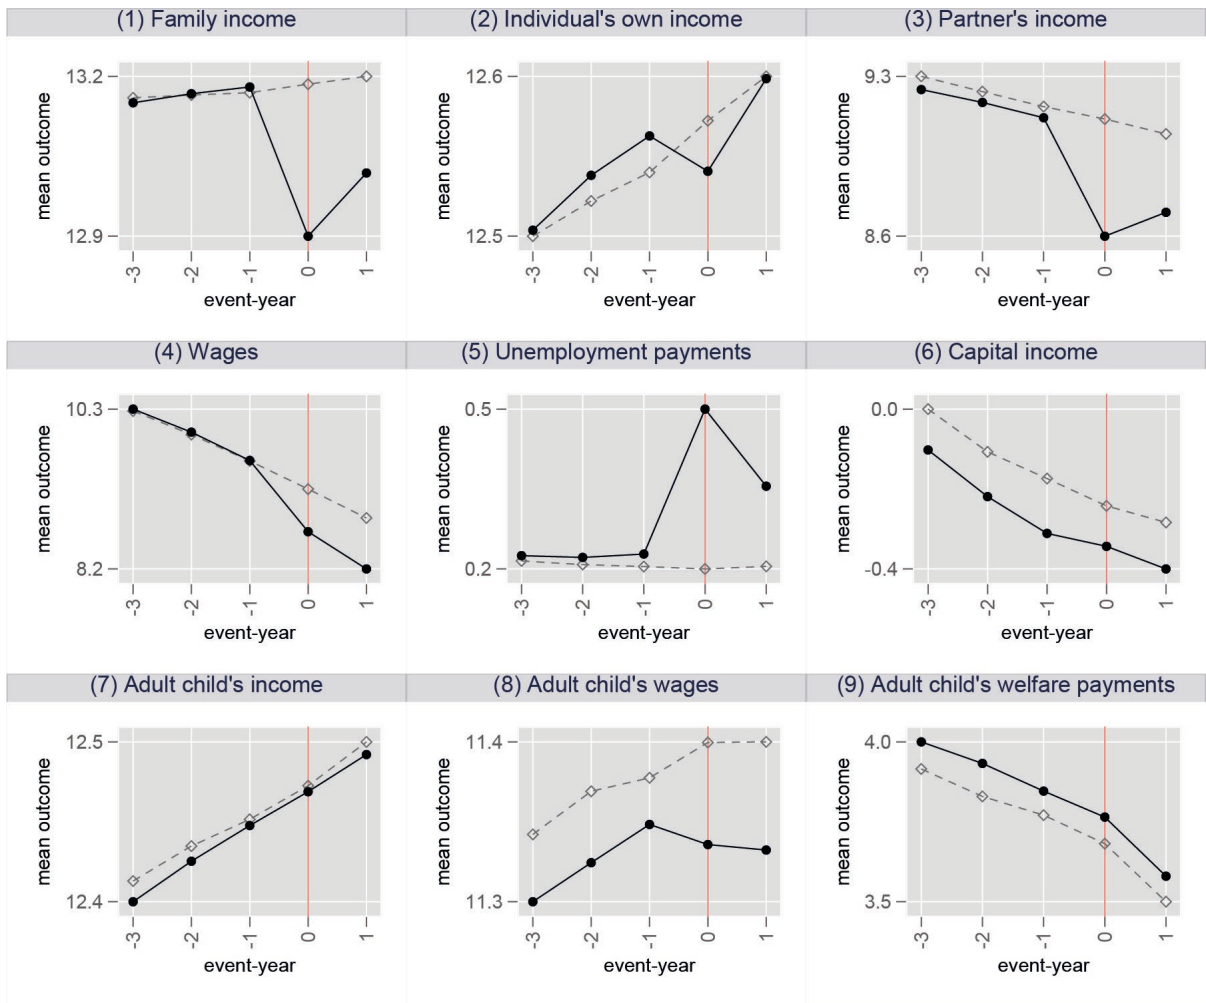 (1) Family income
(2) Individual's own income
(3) Partner's income
13.2
12.9
mean outcome
-3 -2 -1 0 1
event-year
12.6
12.5
mean outcome
-3 -2 -1 0 1
event-year
9.3
8.6
mean outcome
-3 -2 -1 0 1
event-year
(4) Wages
(5) Unemployment payments
(6) Capital income
10.3
8.2
mean outcome
-3 -2 -1 0 1
event-year
0.5
0.2
mean outcome
-3 -2 -1 0 1
event-year
0.0
-0.4
mean outcome
-3 -2 -1 0 1
event-year
(7) Adult child's income
(8) Adult child's wages
(9) Adult child's welfare payments
12.5
12.4
mean outcome
-3 -2 -1 0 1
event-year
11.4
11.3
mean outcome
-3 -2 -1 0 1
event-year
4.0
3.5
mean outcome
-3 -2 -1 0 1
event-year